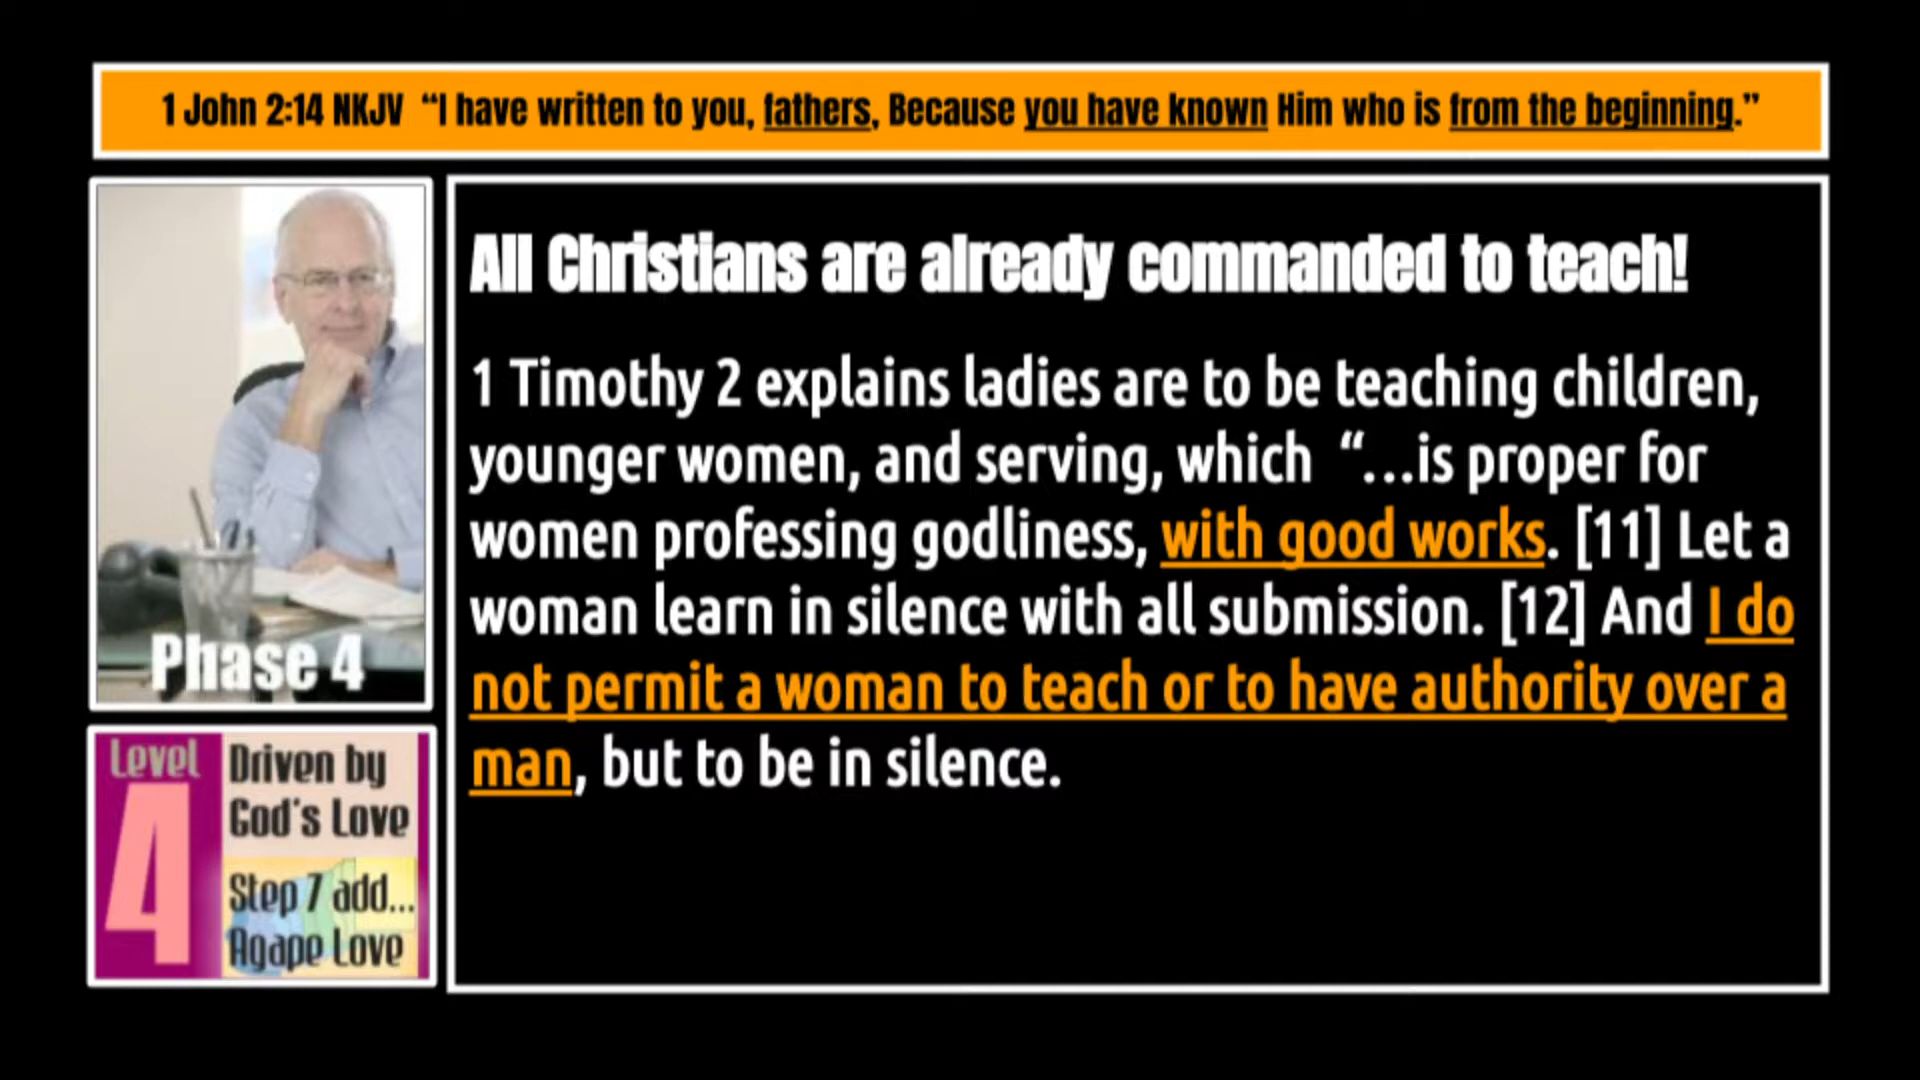 1 John 2:14 NKJV “I have written to you, fathers, Because you have known Him who is from the beginning.”
All Christians are already commanded to teach!
1 Timothy 2 explains ladies are to be teaching children,
younger women, and serving, which “…is proper for
women professing godliness, with good works. [11] Let a
woman learn in silence with all submission. [12] And I do
not permit a woman to teach or to have authority over a
man, but to be in silence.
Phase 4
Level
4
Driven by
God's Love
Step 7 add...
Agape Love